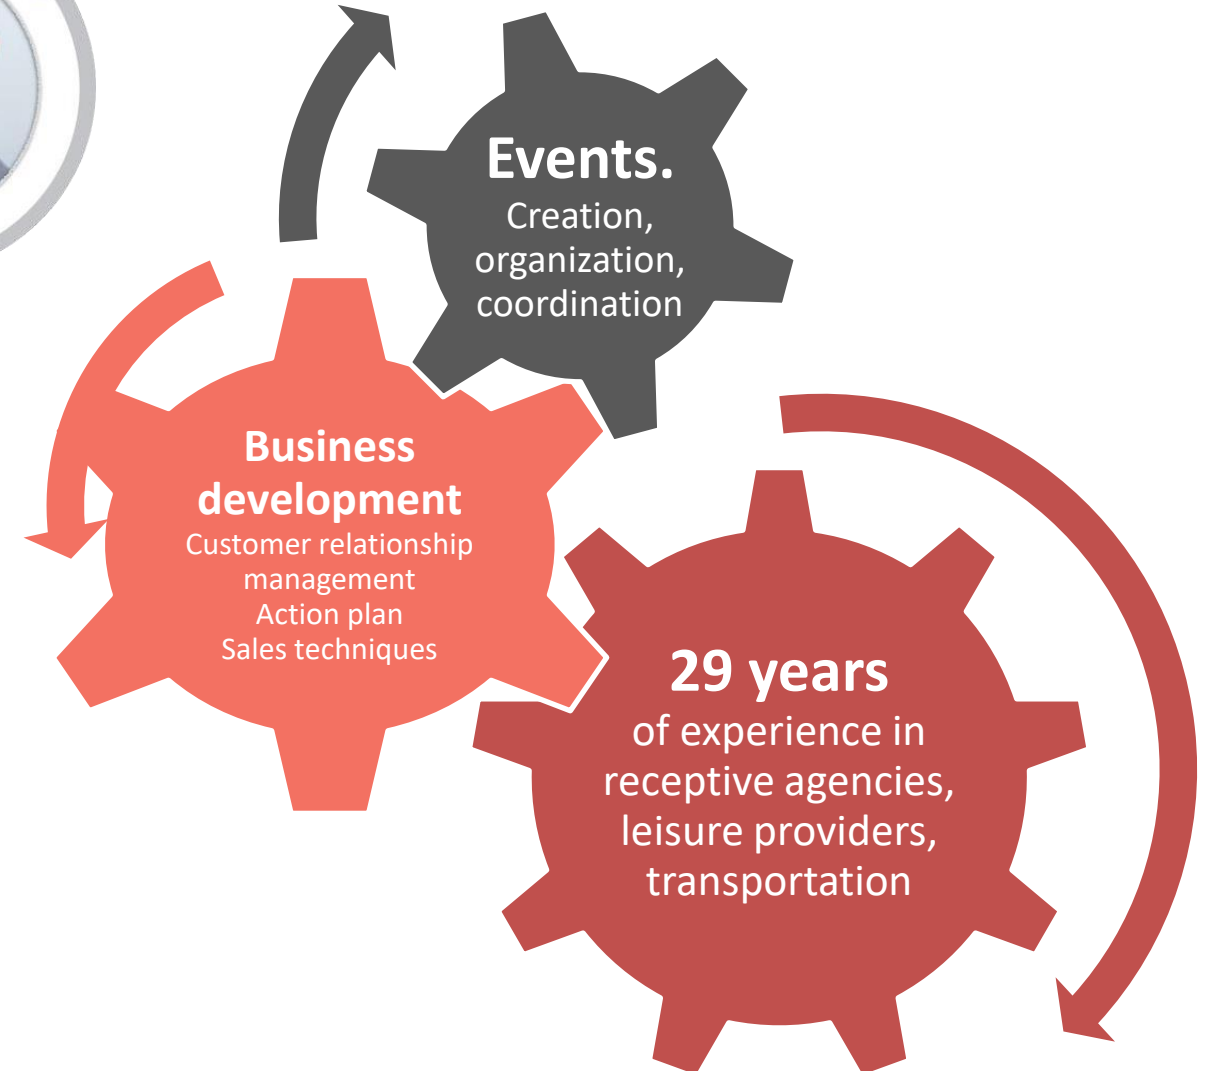 Events.
Creation,
organization,
coordination
Business
development
Customer relationship
management
Action plan
Sales techniques
29 years
of experience in
receptive agencies,
leisure providers,
transportation